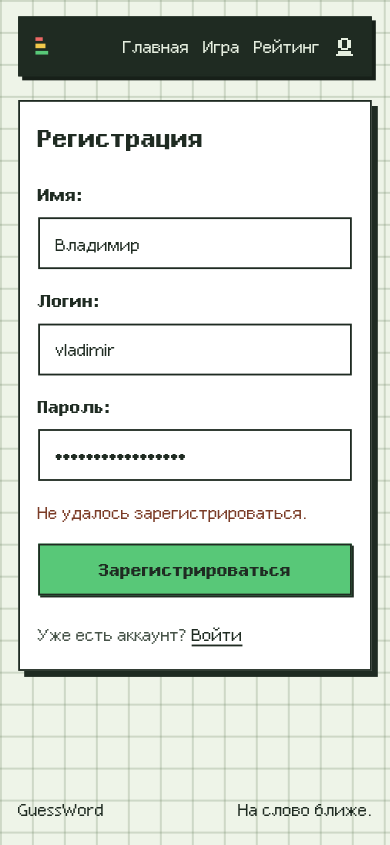 Главная Игра Рейтинг
Регистрация
Имя:
Владимир
Логин:
vladimir
Пароль:
•••••••••••••••••
Не удалось зарегистрироваться.
Зарегистрироваться
Уже есть аккаунт? Войти
GuessWord На слово ближе.